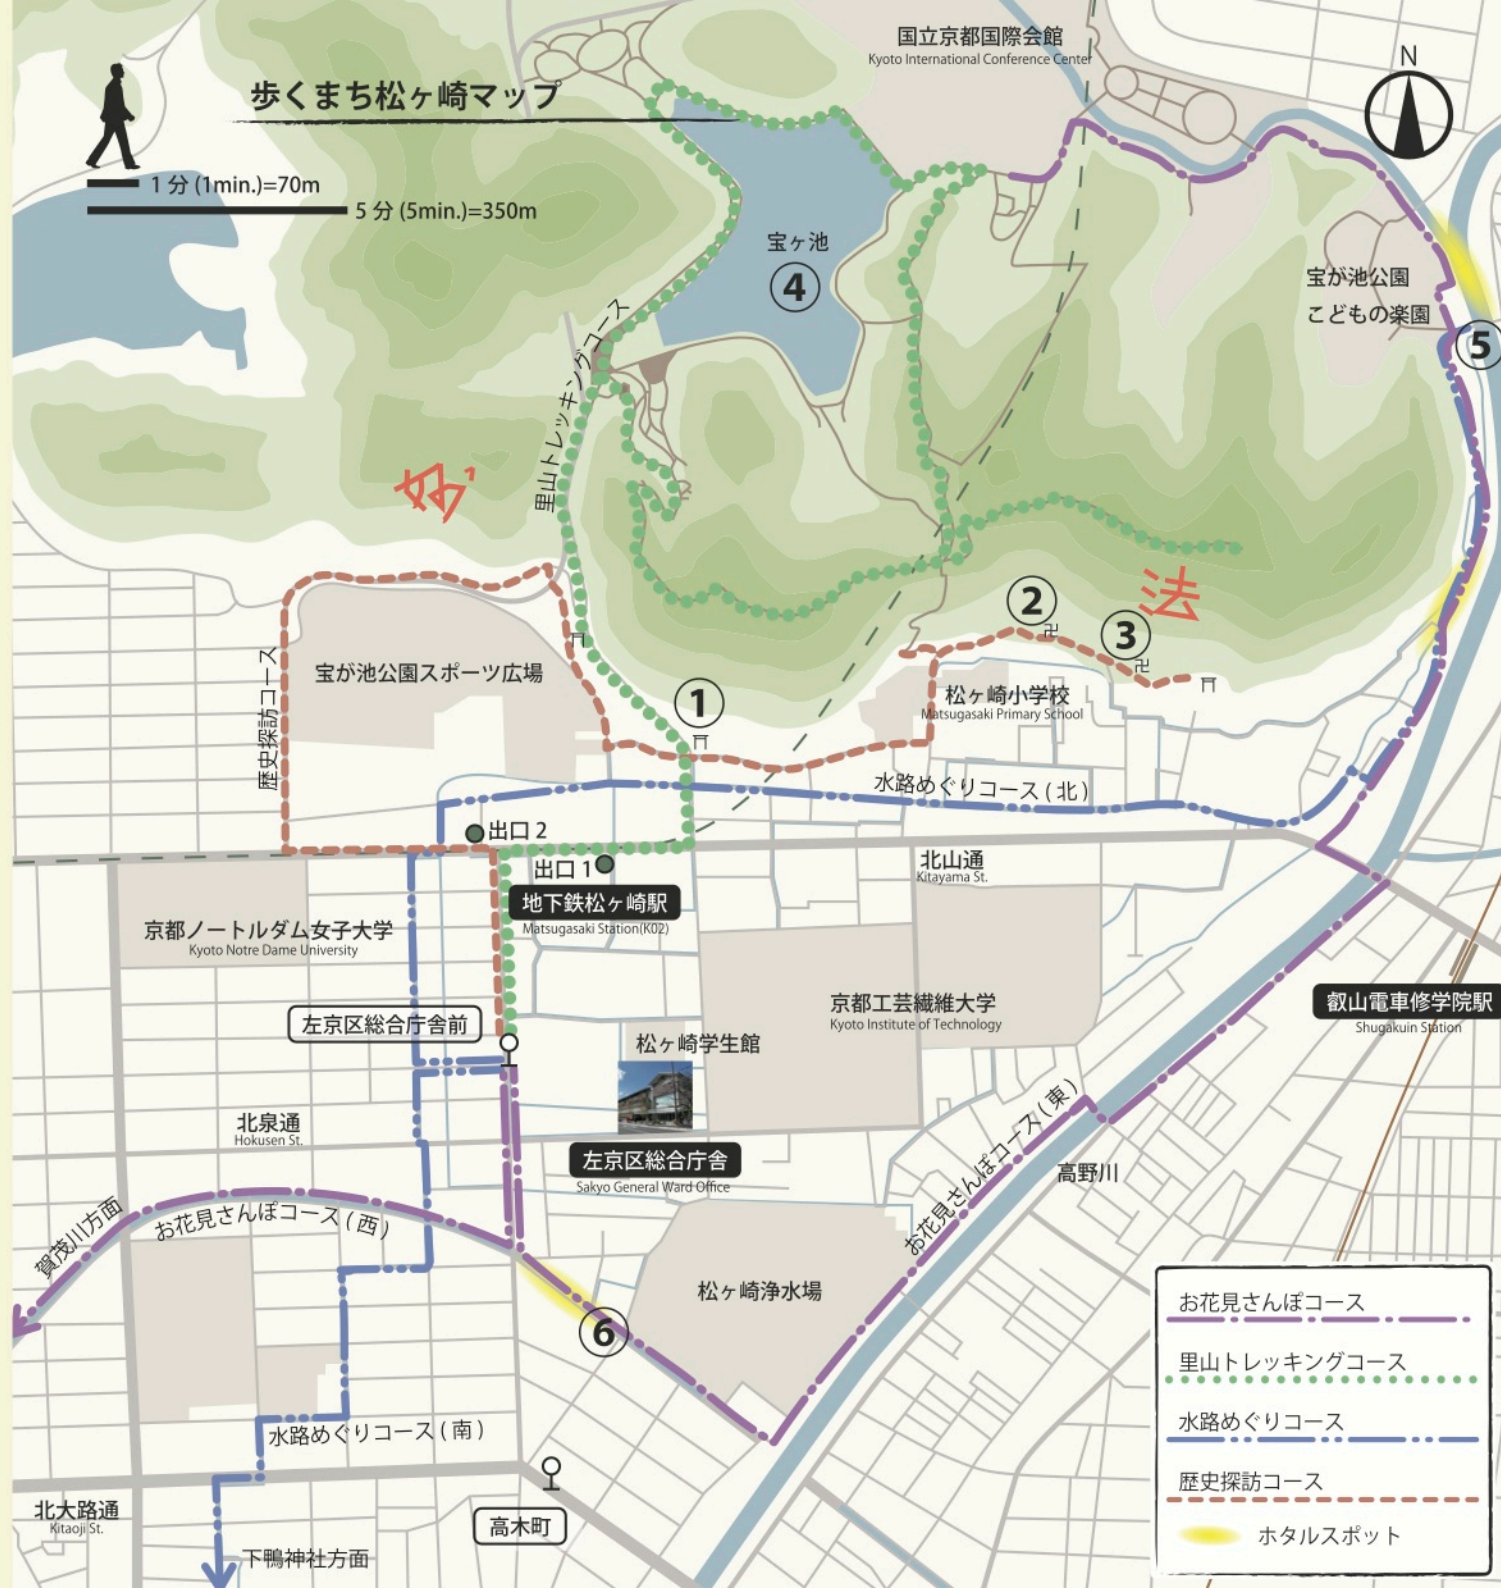 国立京都国際会館
Kyoto International Conference Center
N
歩くまち松ヶ崎マップ
1 分 (1min.)=70m
5 分 (5min.)=350m
宝ヶ池
④
宝が池公園
こどもの楽園
⑤
里山トレッキングコース
妙
法
②
③
歴史探訪コース
宝が池公園スポーツ広場
①
松ヶ崎小学校
Matsugasaki Primary School
水路めぐりコース ( 北 )
出口 2
出口 1
北山通
Kitayama St.
地下鉄松ヶ崎駅
Matsugasaki Station(K02)
京都ノートルダム女子大学
Kyoto Notre Dame University
京都工芸繊維大学
Kyoto Institute of Technology
叡山電車修学院駅
Shugakuin Station
左京区総合庁舎前
松ヶ崎学生館
北泉通
Hokusen St.
左京区総合庁舎
Sakyo General Ward Office
お花見さんぽコース ( 東 )
高野川
賀茂川方面
お花見さんぽコース ( 西 )
松ヶ崎浄水場
⑥
水路めぐりコース ( 南 )
北大路通
Kitaoji St.
高木町
下鴨神社方面
お花見さんぽコース
里山トレッキングコース
水路めぐりコース
歴史探訪コース
ホタルスポット